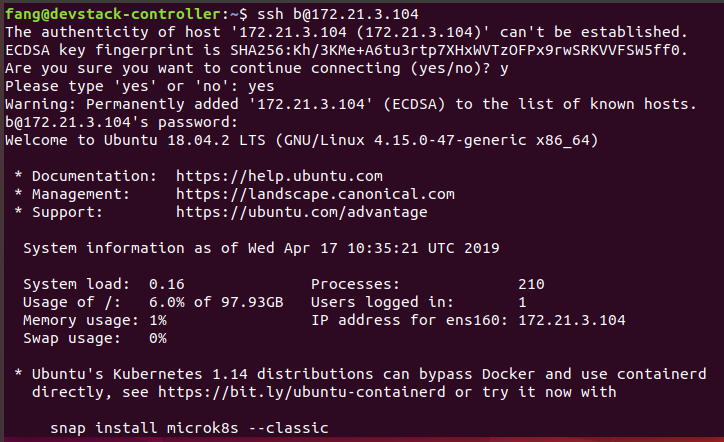 fang@devstack-controller:~$ ssh b@172.21.3.104
The authenticity of host '172.21.3.104 (172.21.3.104)' can't be established.
ECDSA key fingerprint is SHA256:Kh/3KMe+A6tu3rtp7XHxWVTzOFPx9rwSRKVVFSW5ff0.
Are you sure you want to continue connecting (yes/no)? y
Please type 'yes' or 'no': yes
Warning: Permanently added '172.21.3.104' (ECDSA) to the list of known hosts.
b@172.21.3.104's password:
Welcome to Ubuntu 18.04.2 LTS (GNU/Linux 4.15.0-47-generic x86_64)

 * Documentation:  https://help.ubuntu.com
 * Management:     https://landscape.canonical.com
 * Support:        https://ubuntu.com/advantage

  System information as of Wed Apr 17 10:35:21 UTC 2019

  System load:  0.16                Processes:             210
  Usage of /:   6.0% of 97.93GB   Users logged in:       1
  Memory usage: 1%                IP address for ens160: 172.21.3.104
  Swap usage:   0%

 * Ubuntu's Kubernetes 1.14 distributions can bypass Docker and use containerd
   directly, see https://bit.ly/ubuntu-containerd or try it now with

     snap install microk8s --classic